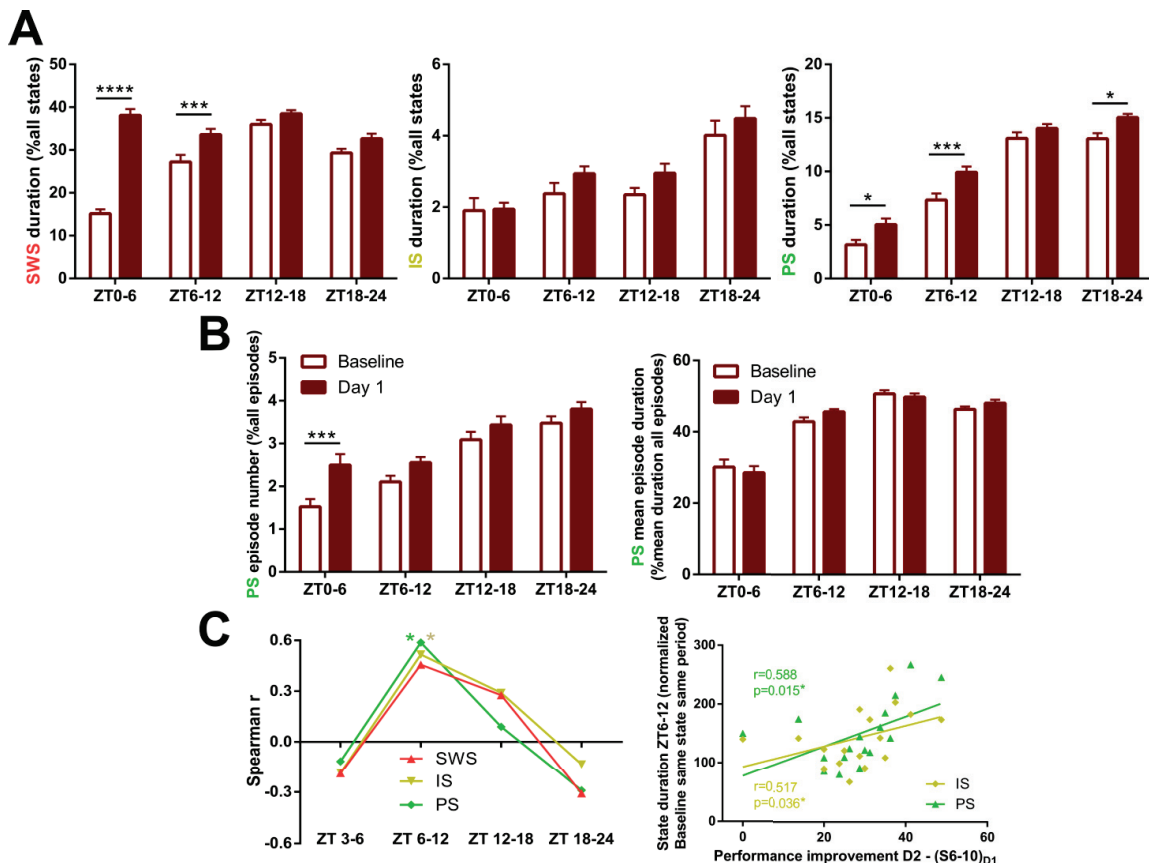 A
SWS duration (%all states)
50
40
30
20
10
0
****
***
ZT0-6
ZT6-12
ZT12-18
ZT18-24
IS duration (%all states)
6
4
2
0
ZT0-6
ZT6-12
ZT12-18
ZT18-24
PS duration (%all states)
20
15
10
5
0
*
***
*
ZT0-6
ZT6-12
ZT12-18
ZT18-24
B
PS episode number (%all episodes)
5
4
3
2
1
0
Baseline
Day 1
***
ZT0-6
ZT6-12
ZT12-18
ZT18-24
PS mean episode duration
(%mean duration all episodes)
60
40
20
0
Baseline
Day 1
ZT0-6
ZT6-12
ZT12-18
ZT18-24
C
Spearman r
0.6
0.3
0.0
-0.3
-0.6
* *
SWS
IS
PS
ZT 3-6
ZT 6-12
ZT 12-18
ZT 18-24
State duration ZT6-12 (normalized
Baseline same state same period)
300
200
100
0
r=0.588
p=0.015*
r=0.517
p=0.036*
IS
PS
0
20
40
60
Performance improvement D2 - (S6-10)D1